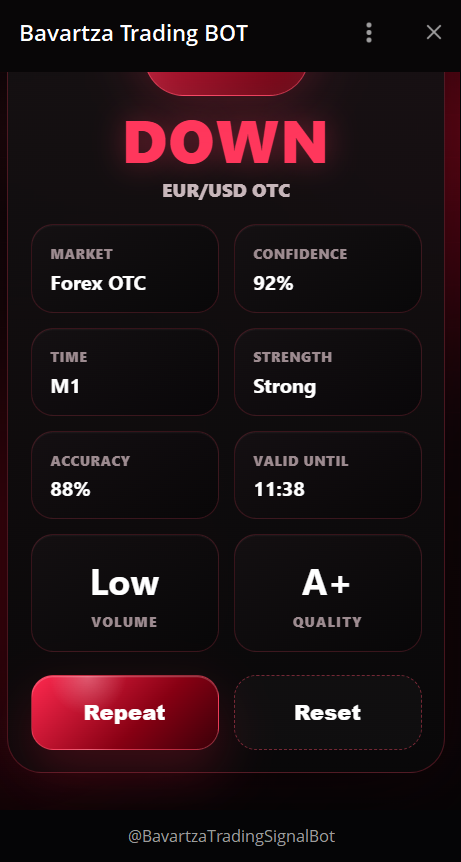 Bavartza Trading BOT
DOWN
EUR/USD OTC
MARKET
Forex OTC
CONFIDENCE
92%
TIME
M1
STRENGTH
Strong
ACCURACY
88%
VALID UNTIL
11:38
Low
VOLUME
A+
QUALITY
Repeat
Reset
@BavartzaTradingSignalBot